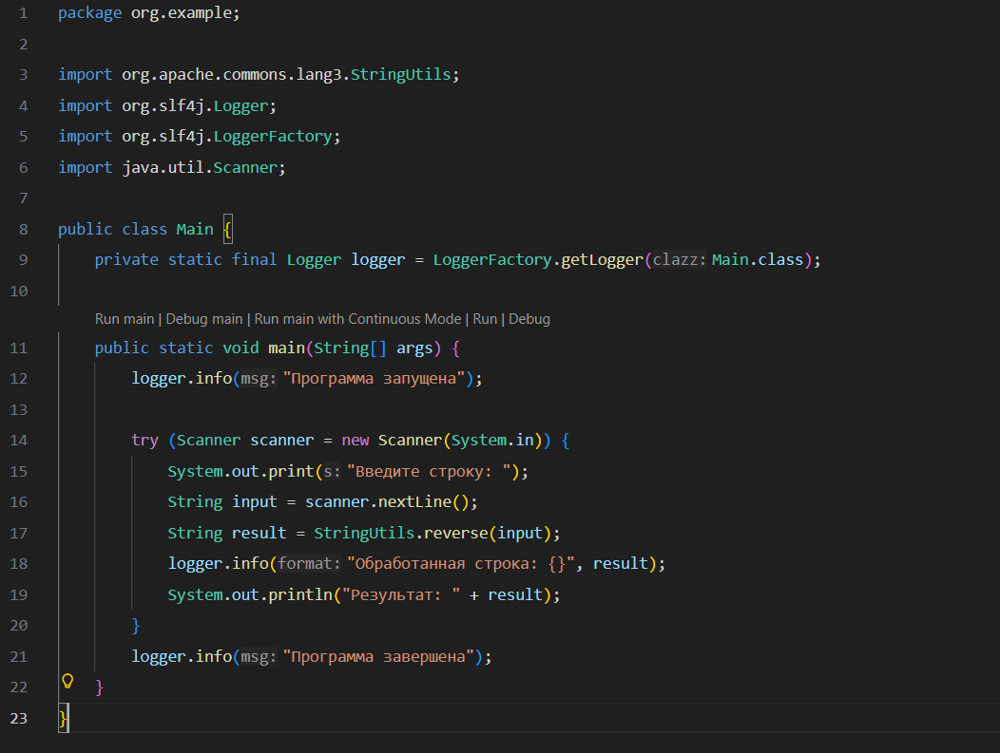 1 package org.example;
2
3 import org.apache.commons.lang3.StringUtils;
4 import org.slf4j.Logger;
5 import org.slf4j.LoggerFactory;
6 import java.util.Scanner;
7
8 public class Main {
9 private static final Logger logger = LoggerFactory.getLogger(clazz: Main.class);
10
Run main | Debug main | Run main with Continuous Mode | Run | Debug
11 public static void main(String[] args) {
12 logger.info(msg: "Программа запущена");
13
14 try (Scanner scanner = new Scanner(System.in)) {
15 System.out.print(s: "Введите строку: ");
16 String input = scanner.nextLine();
17 String result = StringUtils.reverse(input);
18 logger.info(format: "Обработанная строка: {}", result);
19 System.out.println("Результат: " + result);
20 }
21 logger.info(msg: "Программа завершена");
22 }
23 }